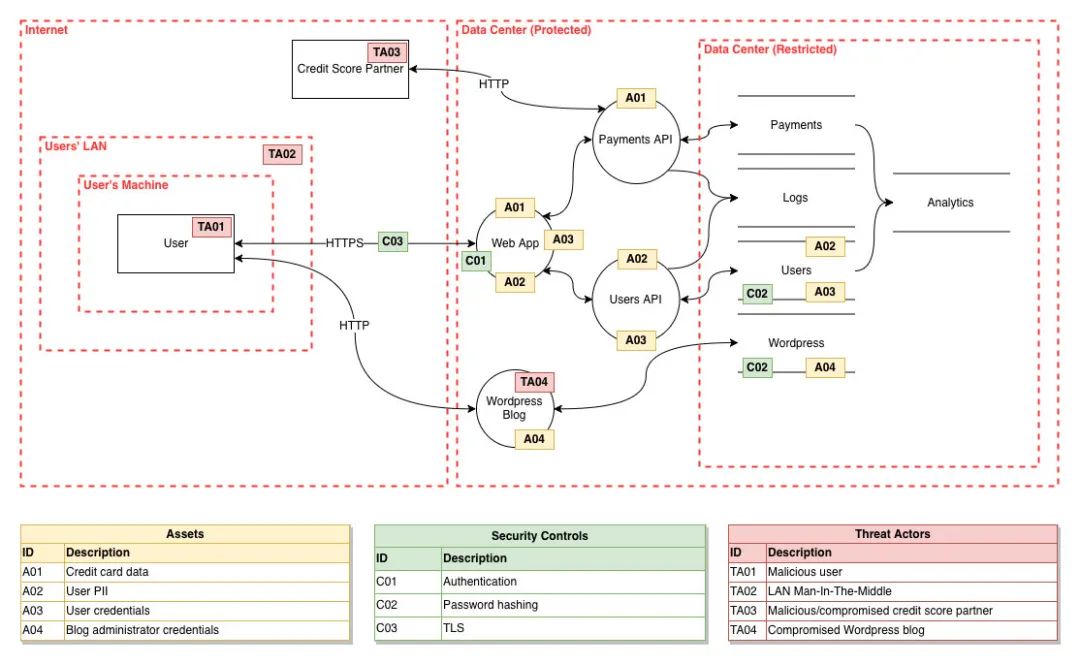 Internet
Data Center (Protected)
Data Center (Restricted)
TA03
Credit Score Partner
HTTP
A01
Payments API
Payments
Users' LAN
TA02
User's Machine
TA01
User
HTTPS
C03
A01
Web App
A03
C01
A02
Logs
Analytics
A02
Users API
A03
A02
Users
C02
A03
HTTP
Wordpress
C02
A04
TA04
Wordpress
Blog
A04
Assets
ID Description
A01 Credit card data
A02 User PII
A03 User credentials
A04 Blog administrator credentials
Security Controls
ID Description
C01 Authentication
C02 Password hashing
C03 TLS
Threat Actors
ID Description
TA01 Malicious user
TA02 LAN Man-In-The-Middle
TA03 Malicious/compromised credit score partner
TA04 Compromised Wordpress blog